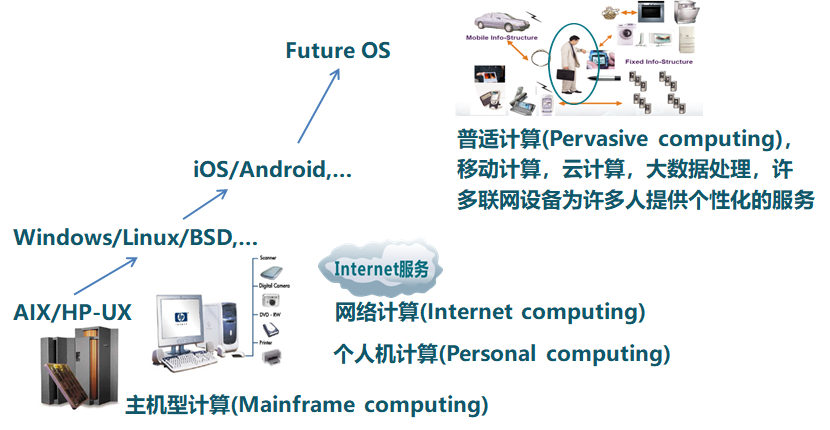 Future OS
Mobile Info-Structure
Fixed Info-Structure
普适计算(Pervasive computing)，
移动计算，云计算，大数据处理，许
多联网设备为许多人提供个性化的服务
iOS/Android,...
Windows/Linux/BSD,...
Scanner
Digital Camera
DVD - RW
Printer
Internet服务
AIX/HP-UX
网络计算(Internet computing)
个人机计算(Personal computing)
主机型计算(Mainframe computing)